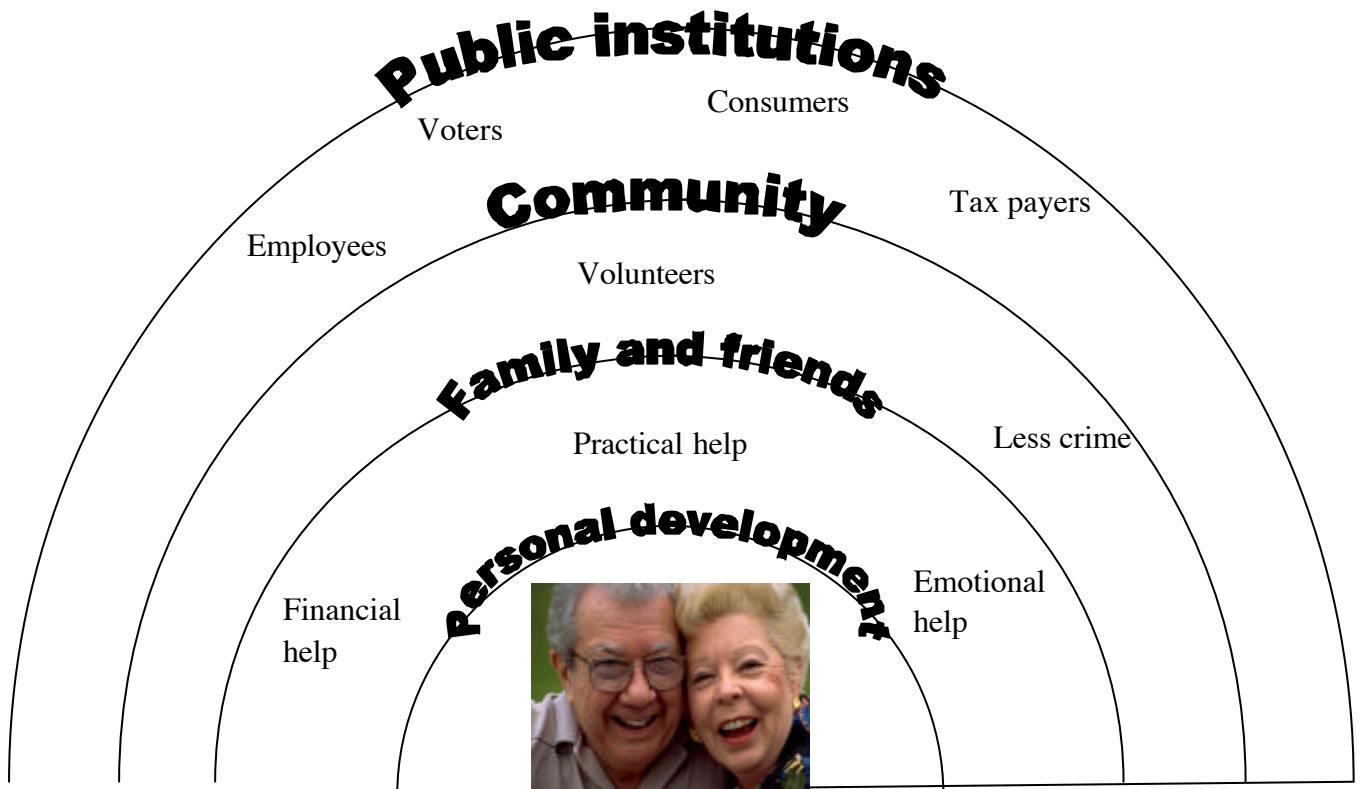 Public institutions
Consumers
Voters
Community
Tax payers
Employees
Volunteers
Family and friends
Less crime
Practical help
Personal development
Emotional
help
Financial
help